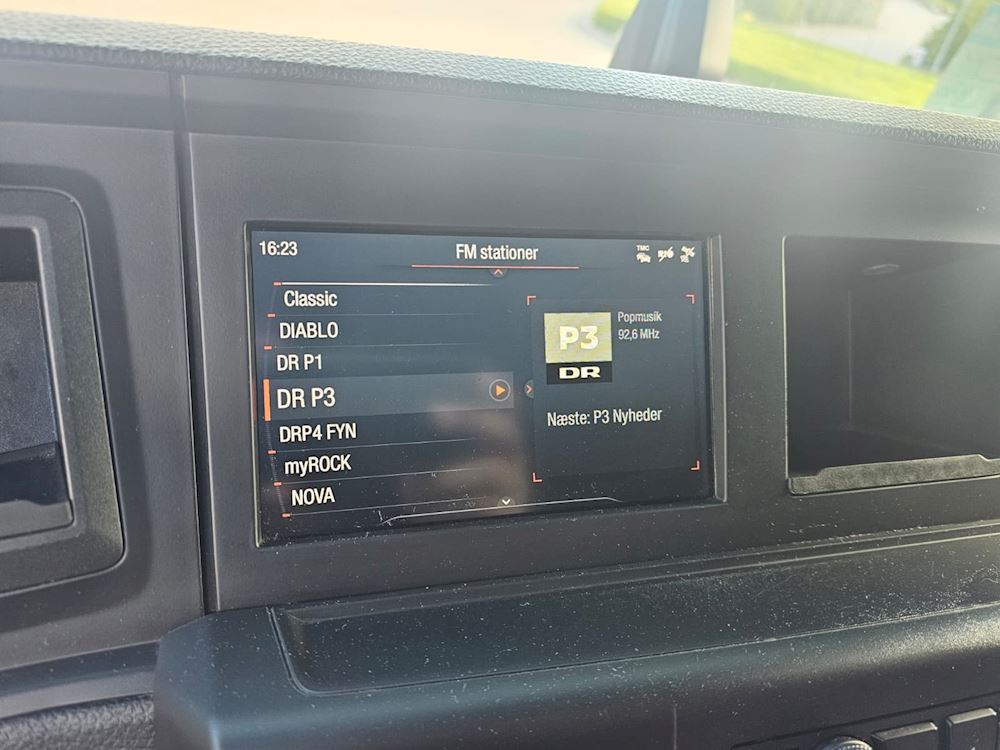 16:23
FM stationer
TMC
Classic
DIABLO
DR P1
DR P3
DRP4 FYN
myROCK
NOVA
P3
DR
Popmusik
92,6 MHz
Næste: P3 Nyheder